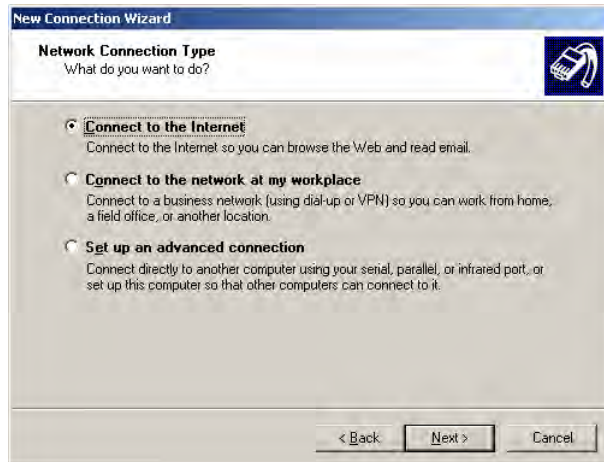 New Connection Wizard
Network Connection Type
What do you want to do?
Connect to the Internet
Connect to the Internet so you can browse the Web and read email.
Connect to the network at my workplace
Connect to a business network (using dial-up or VPN) so you can work from home,
a field office, or another location.
Set up an advanced connection
Connect directly to another computer using your serial, parallel, or infrared port, or
set up this computer so that other computers can connect to it.
< Back
Next >
Cancel